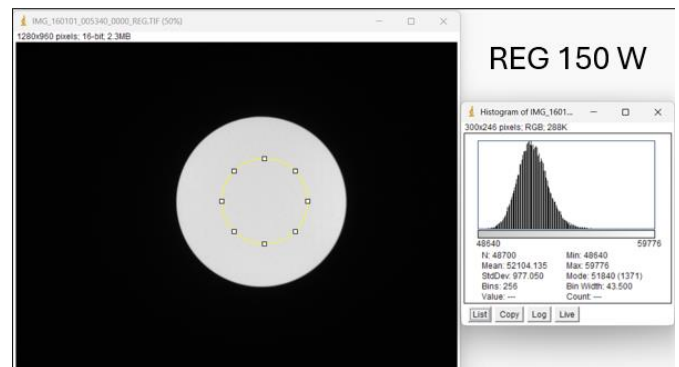 IMG_160101_005340_0000_REG.TIF (50%)
1280x960 pixels; 16-bit; 2.3MB
REG 150 W
Histogram of IMG_1601...
300x246 pixels; RGB; 288K
48640 59776
N: 48700 Min: 48640
Mean: 52104.135 Max: 59776
StdDev: 977.050 Mode: 51840 (1371)
Bins: 256 Bin Width: 43.500
Value: --- Count: ---
List Copy Log Live